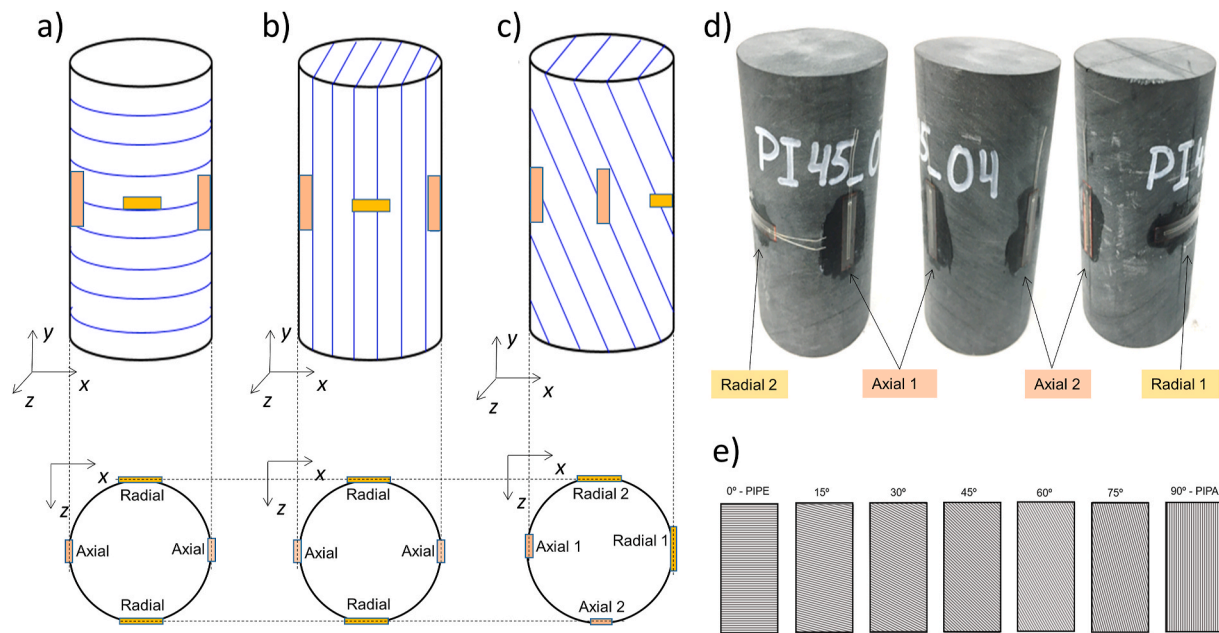 a)
b)
c)
d)
PI45_0
5_04
PI4
y
x
z
y
x
z
y
x
z
Radial 2
Axial 1
Axial 2
Radial 1
x
z
Radial
Axial
Axial
Radial
x
z
Radial
Axial
Axial
Radial
x
z
Radial 2
Axial 1
Radial 1
Axial 2
e)
0º - PIPE
15º
30º
45º
60º
75º
90º - PIPA